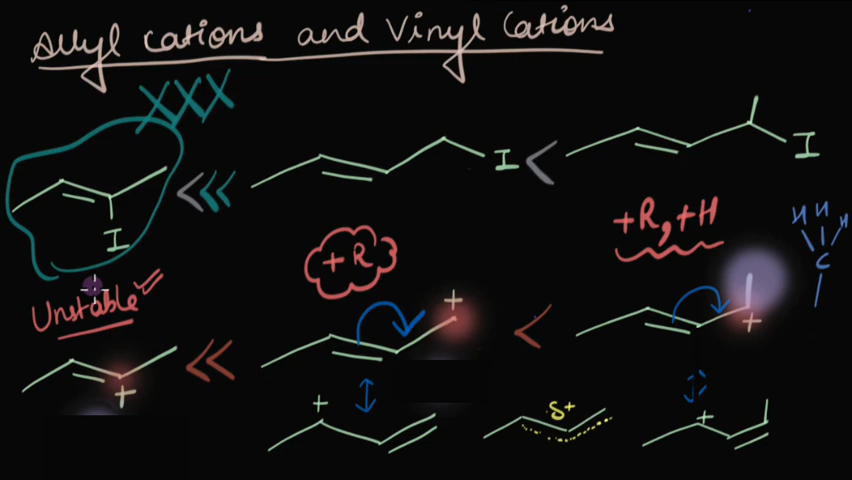 Allyl cations and Vinyl Cations
XXX
I << I < I
+R, +H
H H H
C
+R
Unstable
+ << + < +
+ δ+ +